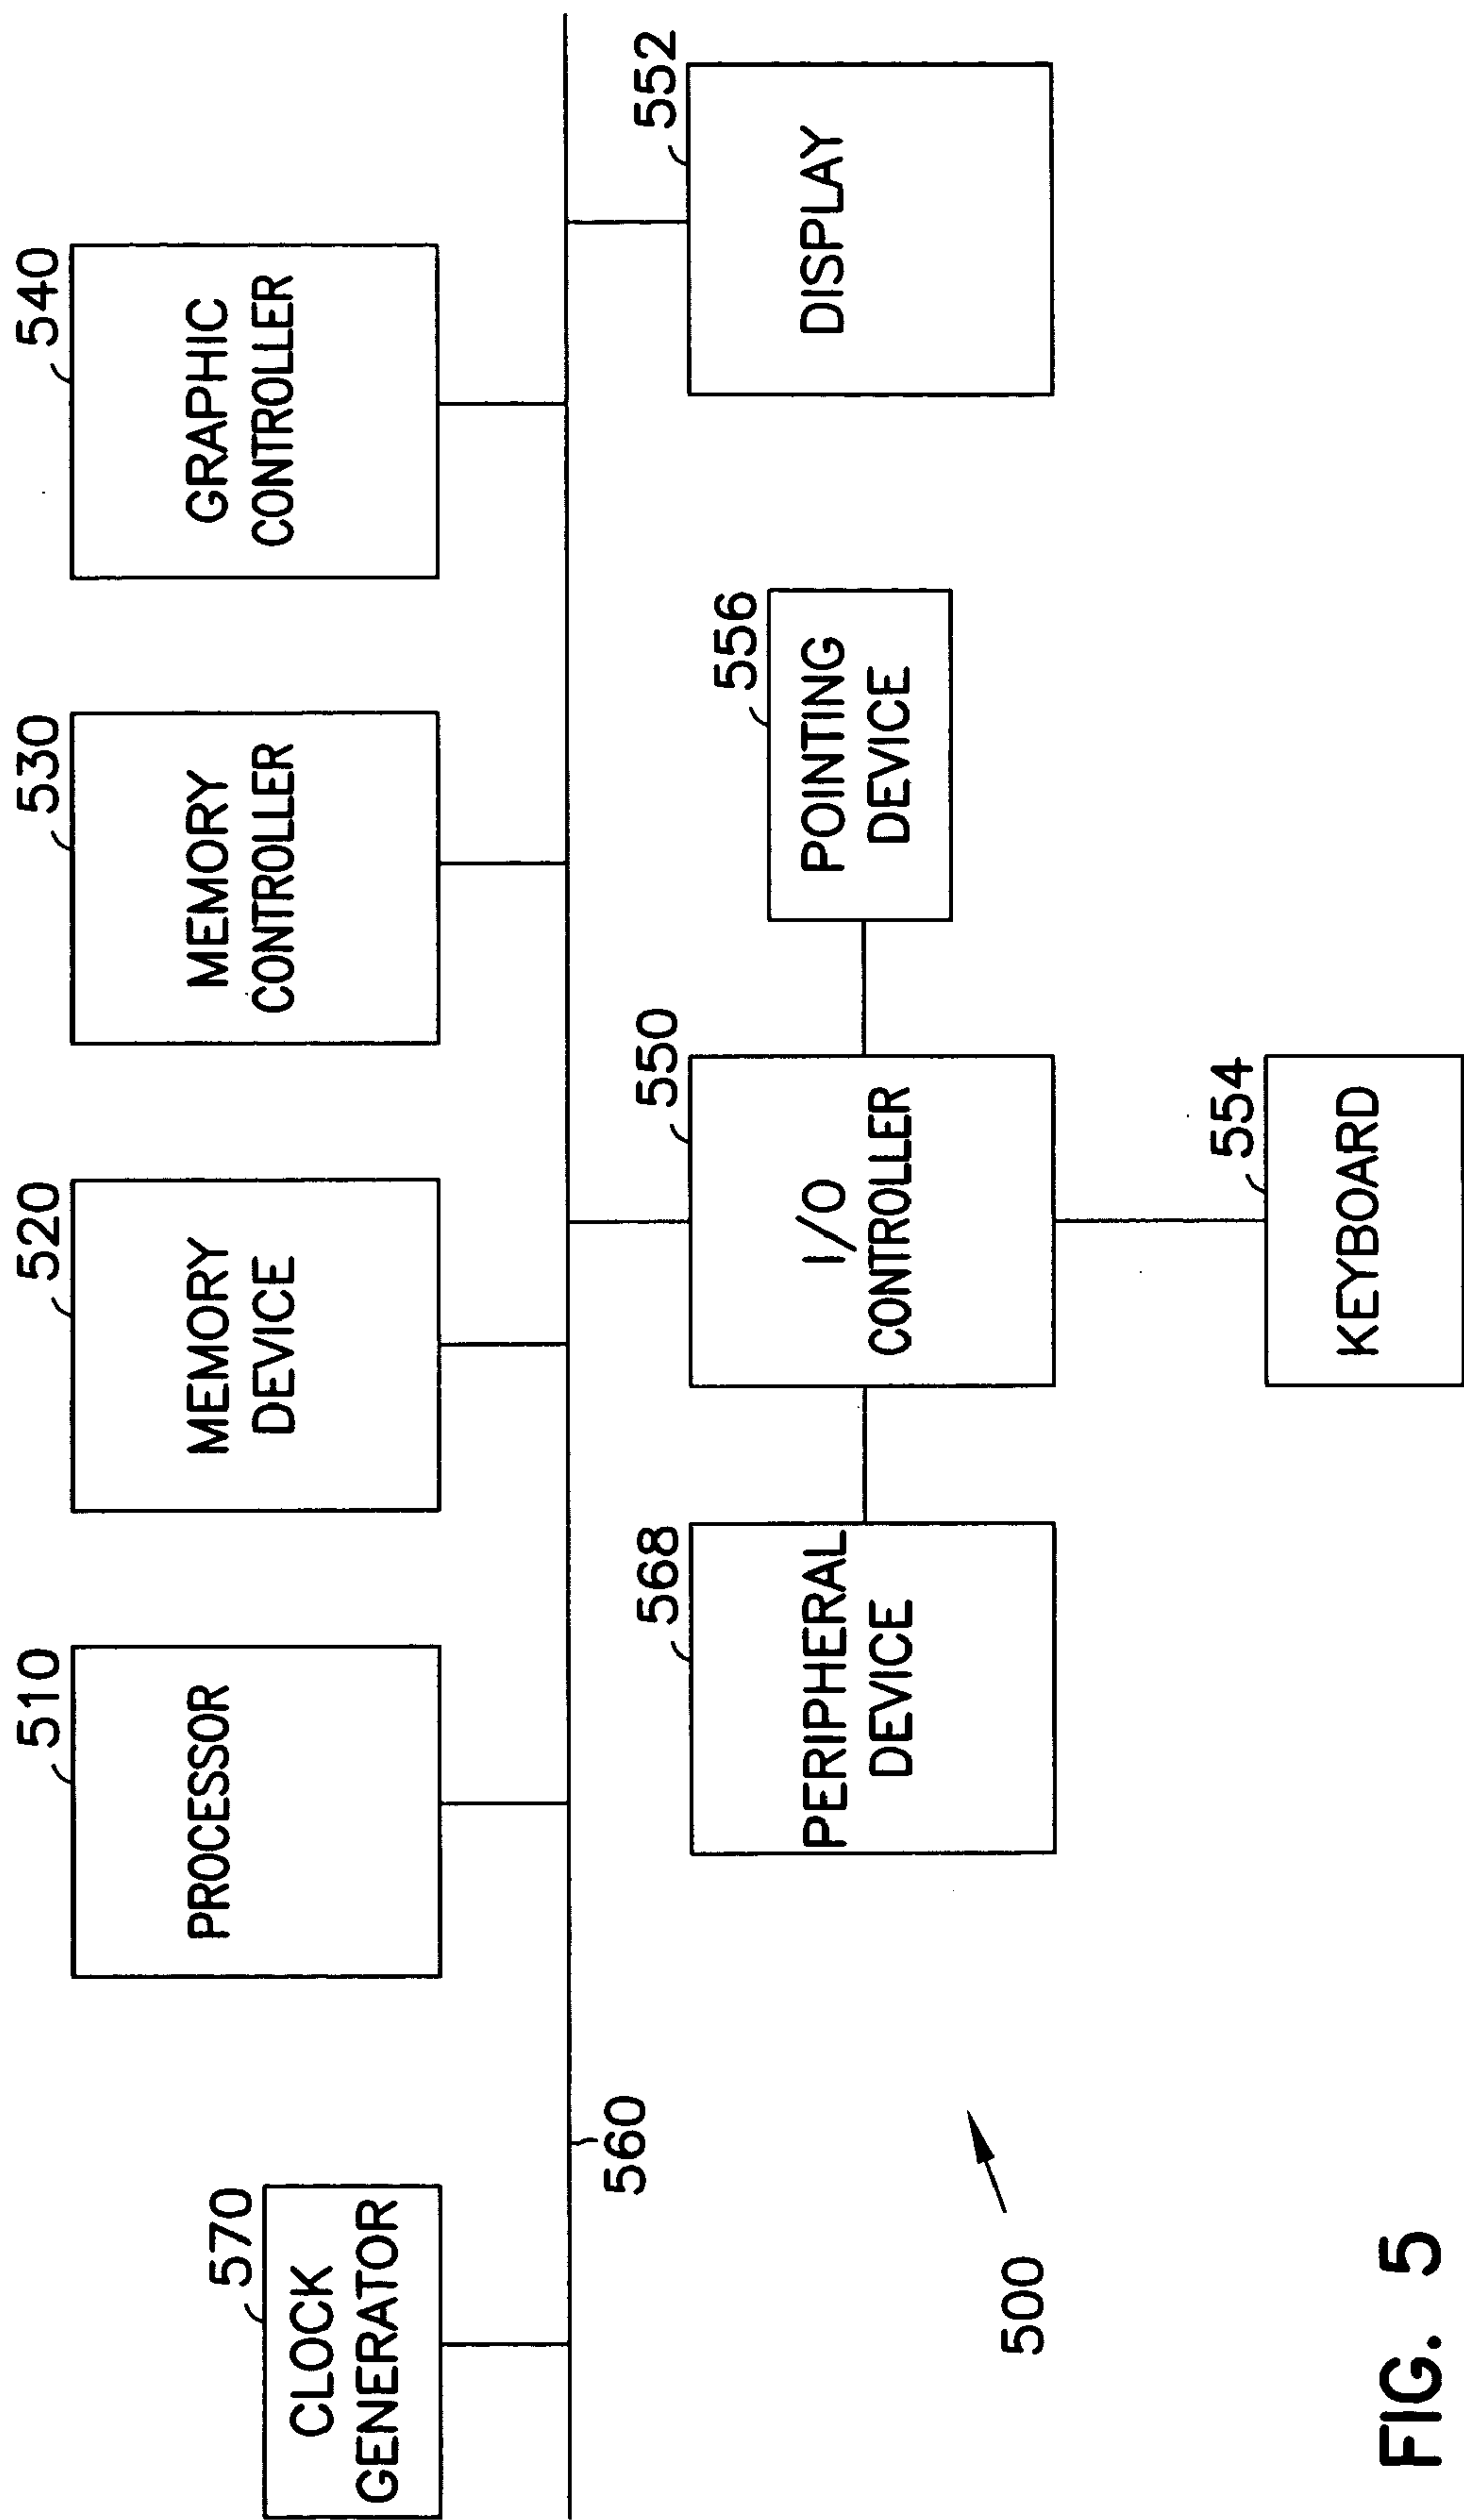 510
520
530
540
570
PROCESSOR
MEMORY
DEVICE
MEMORY
CONTROLLER
GRAPHIC
CONTROLLER
CLOCK
GENERATOR
560
568
550
556
552
PERIPHERAL
DEVICE
I/O
CONTROLLER
POINTING
DEVICE
DISPLAY
500
554
KEYBOARD
FIG. 5